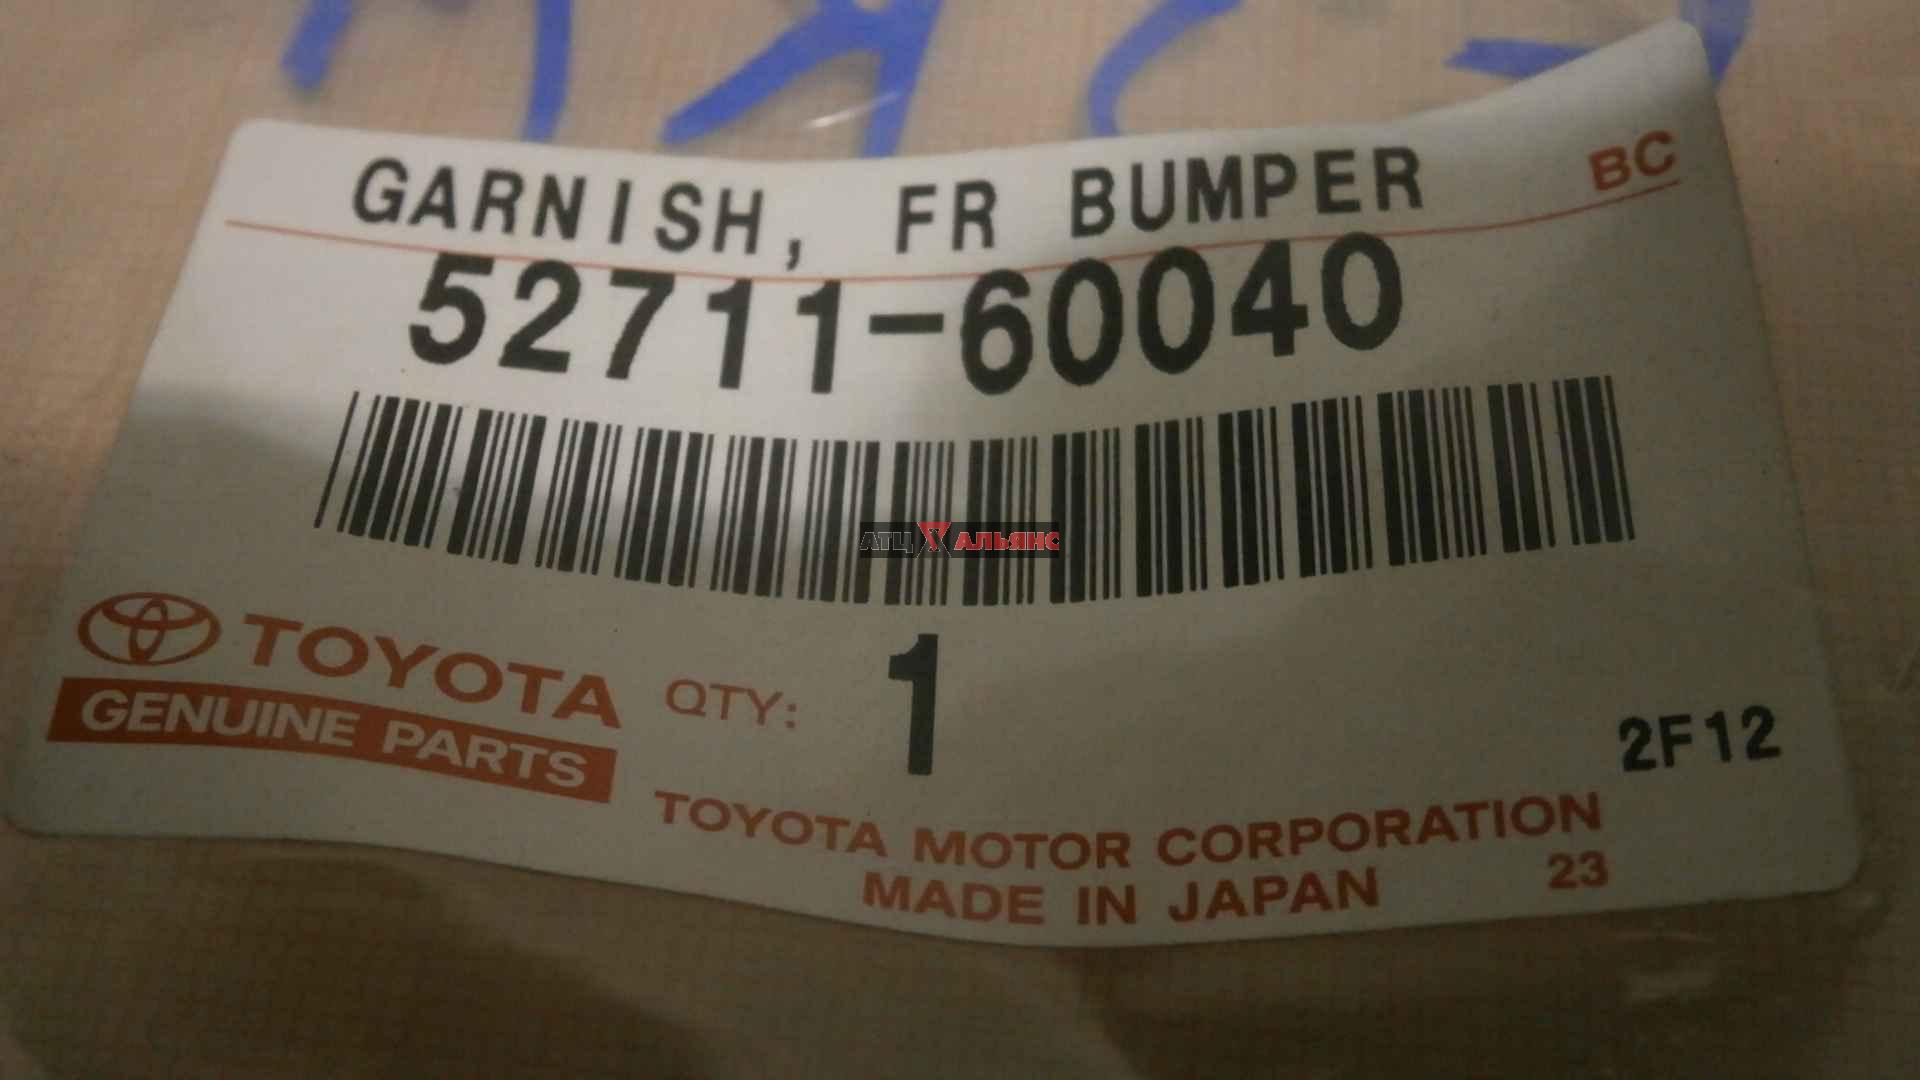 GARNISH, FR BUMPER
BC
52711-60040
АТЦ АЛЬЯНС
TOYOTA
GENUINE PARTS
QTY: 1
2F12
TOYOTA MOTOR CORPORATION
MADE IN JAPAN 23